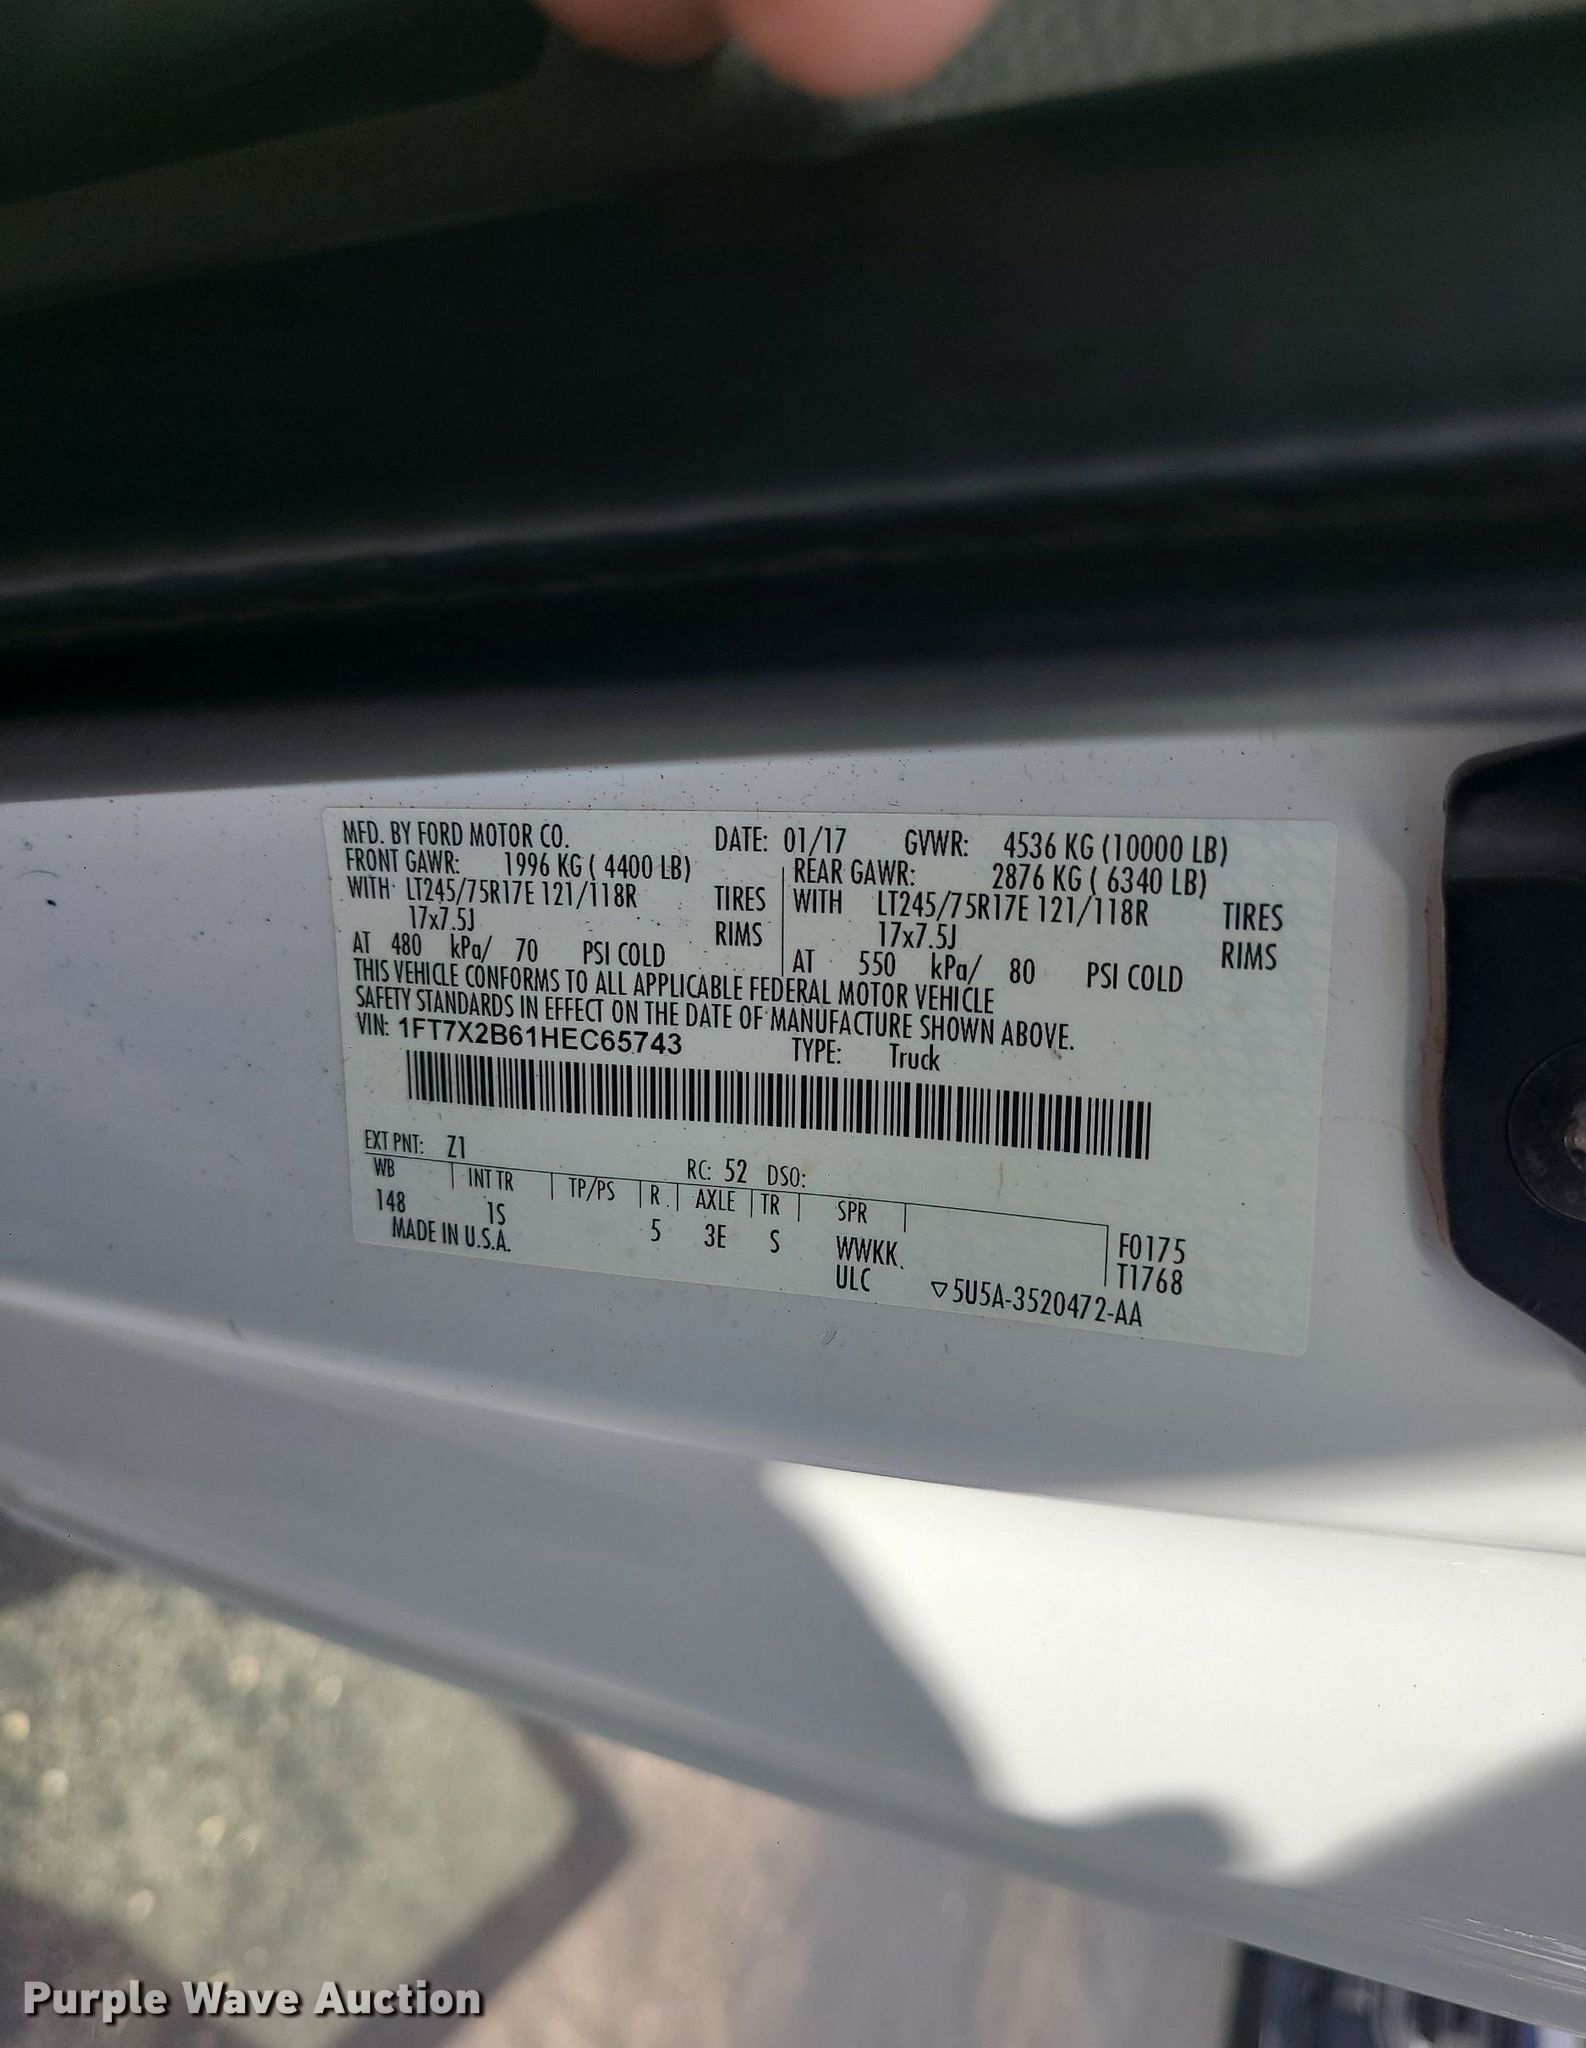 MFD. BY FORD MOTOR CO. DATE: 01/17 GVWR: 4536 KG (10000 LB)
FRONT GAWR: 1996 KG ( 4400 LB) REAR GAWR: 2876 KG ( 6340 LB)
WITH LT245/75R17E 121/118R TIRES WITH LT245/75R17E 121/118R TIRES
17x7.5J RIMS 17x7.5J RIMS
AT 480 kPa/ 70 PSI COLD AT 550 kPa/ 80 PSI COLD
THIS VEHICLE CONFORMS TO ALL APPLICABLE FEDERAL MOTOR VEHICLE
SAFETY STANDARDS IN EFFECT ON THE DATE OF MANUFACTURE SHOWN ABOVE.
VIN: 1FT7X2B61HEC65743 TYPE: Truck
EXT PNT: Z1 RC: 52 DSO:
WB INT TR TP/PS R AXLE TR SPR
148 1S 5 3E S WWKK F0175
MADE IN U.S.A. ULC T1768
▽5U5A-3520472-AA
Purple Wave Auction